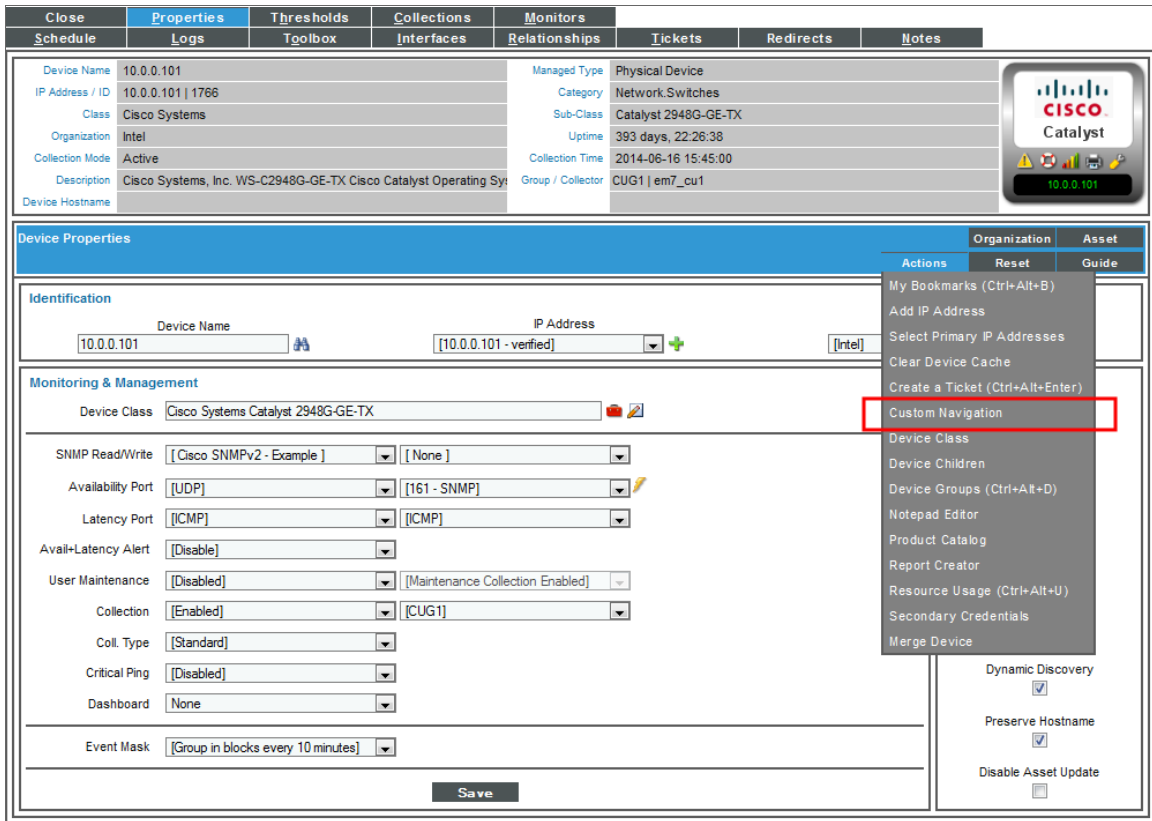 Close Properties Thresholds Collections Monitors
Schedule Logs Toolbox Interfaces Relationships Tickets Redirects Notes
Device Name 10.0.0.101 Managed Type Physical Device
IP Address / ID 10.0.0.101 | 1766 Category Network.Switches
Class Cisco Systems Sub-Class Catalyst 2948G-GE-TX
Organization Intel Uptime 393 days, 22:26:38
Collection Mode Active Collection Time 2014-06-16 15:45:00
Description Cisco Systems, Inc. WS-C2948G-GE-TX Cisco Catalyst Operating Sy Group / Collector CUG1 | em7_cu1
Device Hostname
CISCO
Catalyst
10.0.0.101
Device Properties
Organization Asset
Actions Reset Guide
My Bookmarks (Ctrl+Alt+B)
Add IP Address
Select Primary IP Addresses
Clear Device Cache
Create a Ticket (Ctrl+Alt+Enter)
Custom Navigation
Device Class
Device Children
Device Groups (Ctrl+Alt+D)
Notepad Editor
Product Catalog
Report Creator
Resource Usage (Ctrl+Alt+U)
Secondary Credentials
Merge Device
Identification
Device Name IP Address
10.0.0.101 [10.0.0.101 - verified] [Intel]
Monitoring & Management
Device Class Cisco Systems Catalyst 2948G-GE-TX
SNMP Read/Write [ Cisco SNMPv2 - Example ] [ None ]
Availability Port [UDP] [161 - SNMP]
Latency Port [ICMP] [ICMP]
Avail+Latency Alert [Disable]
User Maintenance [Disabled] [Maintenance Collection Enabled]
Collection [Enabled] [CUG1]
Coll. Type [Standard]
Critical Ping [Disabled]
Dashboard None
Event Mask [Group in blocks every 10 minutes]
Save
Dynamic Discovery
Preserve Hostname
Disable Asset Update